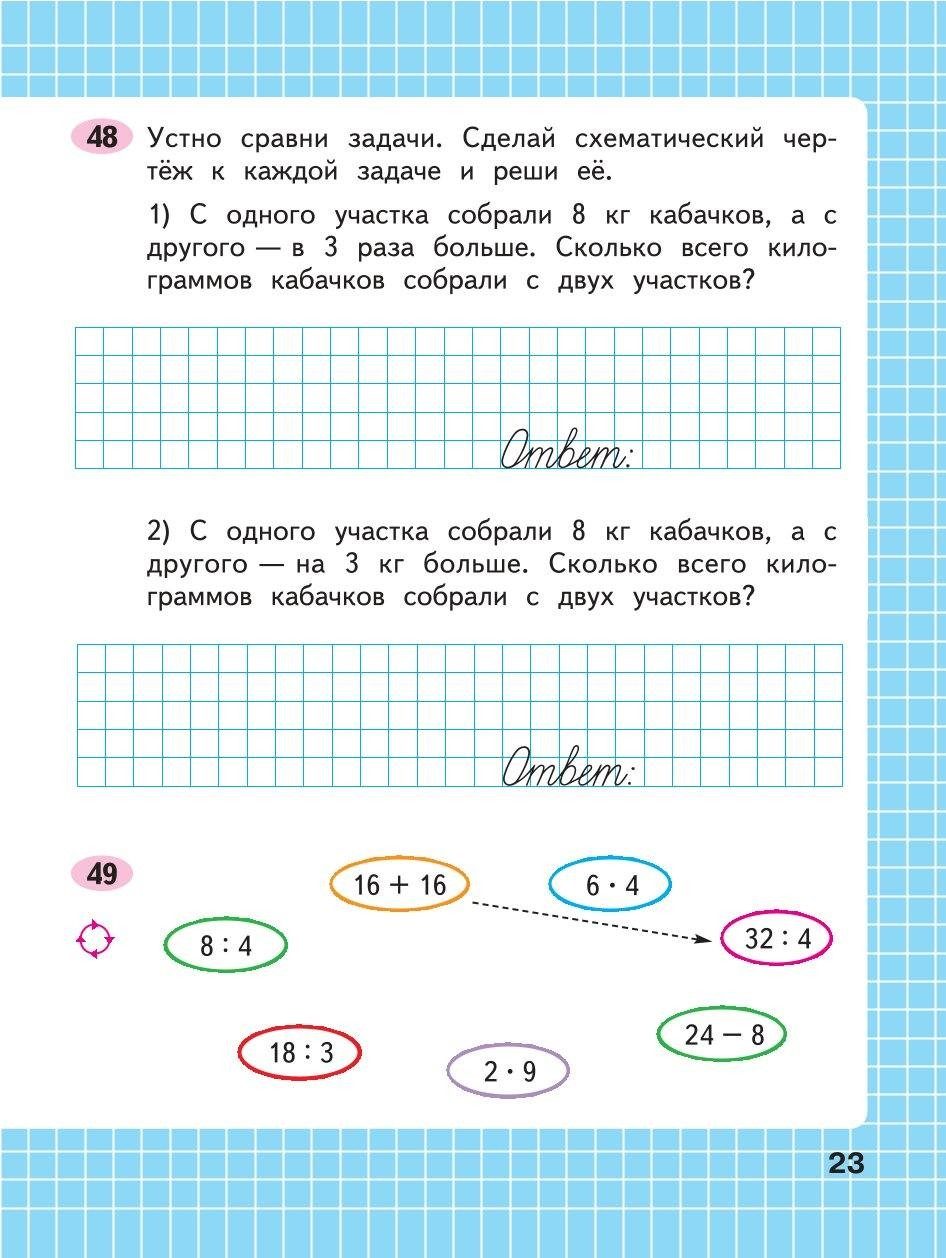 48 Устно сравни задачи. Сделай схематический чер-
тёж к каждой задаче и реши её.
1) С одного участка собрали 8 кг кабачков, а с
другого — в 3 раза больше. Сколько всего кило-
граммов кабачков собрали с двух участков?
Ответ:
2) С одного участка собрали 8 кг кабачков, а с
другого — на 3 кг больше. Сколько всего кило-
граммов кабачков собрали с двух участков?
Ответ:
49
16 + 16
6 · 4
8 : 4
32 : 4
18 : 3
2 · 9
24 − 8
23